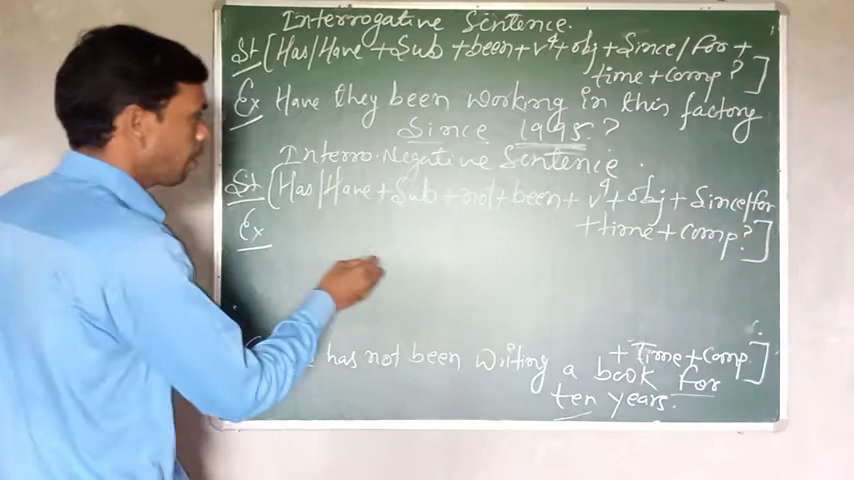 Interrogative Sentence.
St [Has/Have + Sub + been + v⁴ + obj + Since/for +
time + comp ? ]
Ex Have they been working in this factory
Since 1995 ?
Interro. Negative Sentence .
St [Has/Have + Sub + not + been + v⁴ + obj + Since/for
+ time + comp ? ]
Ex
+ Time + Comp. ]
has not been writing a book for
ten years.